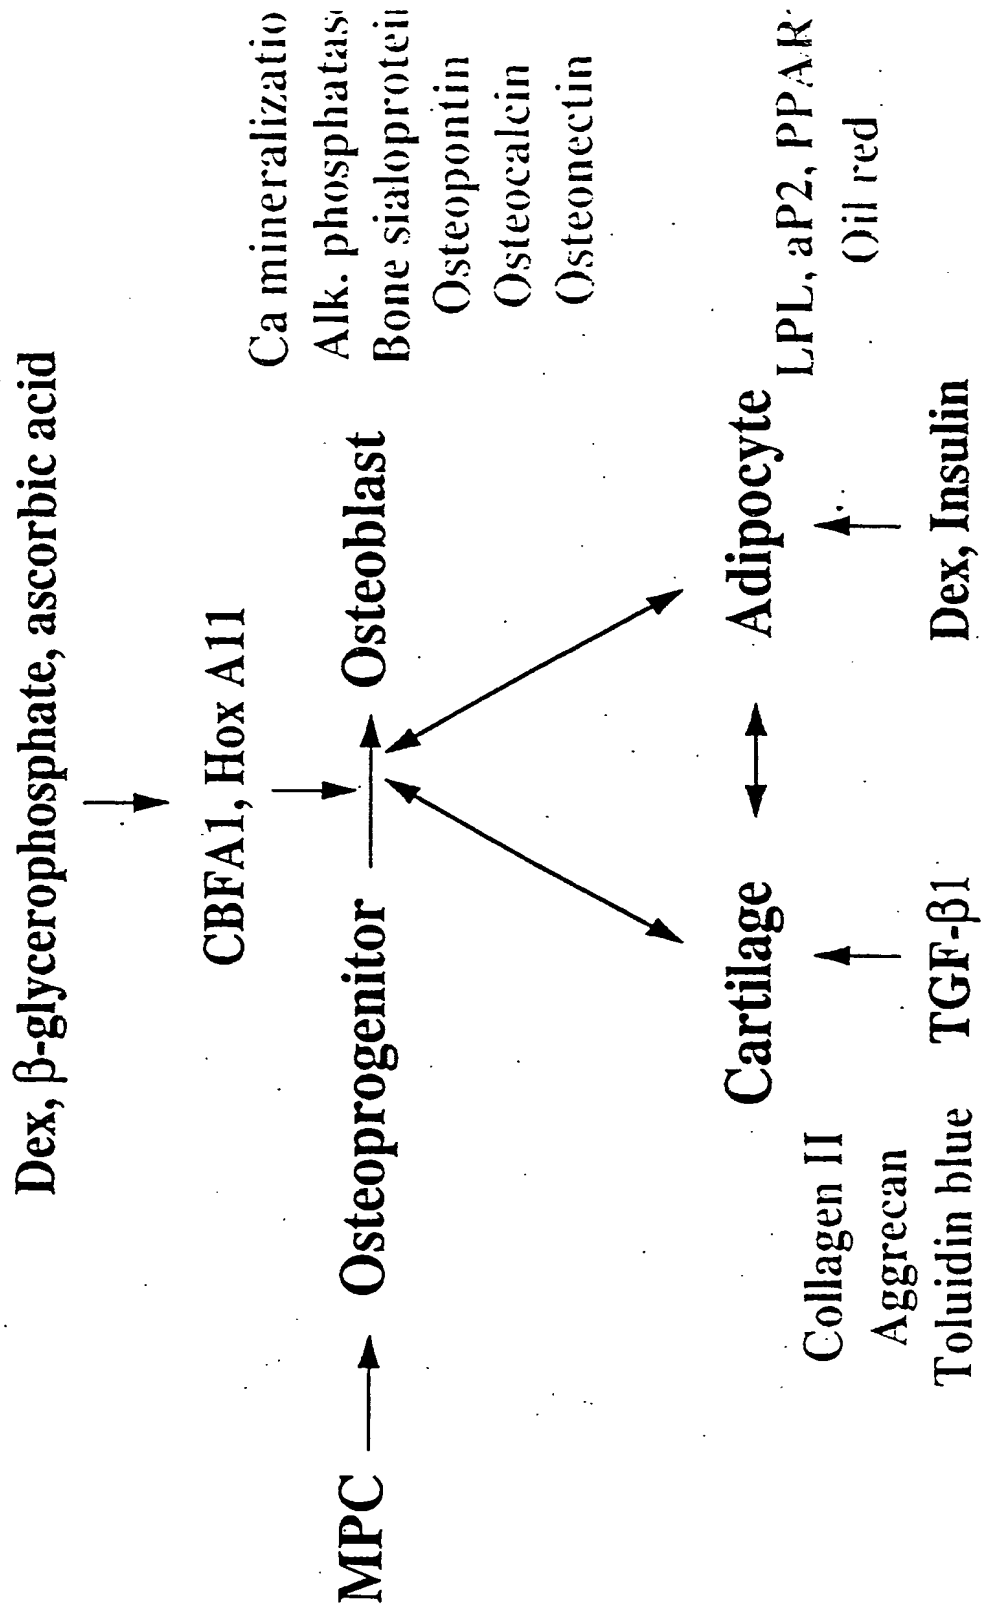 Dex, β-glycerophosphate, ascorbic acid
CBFA1, Hox A11
MPC
Osteoprogenitor
Osteoblast
Ca mineralizatio
Alk. phosphatas
Bone sialoprotei
Osteopontin
Osteocalcin
Osteonectin
Cartilage
Adipocyte
LPL, aP2, PPAR
Oil red
Collagen II
Aggrecan
Toluidin blue
TGF-β1
Dex, Insulin